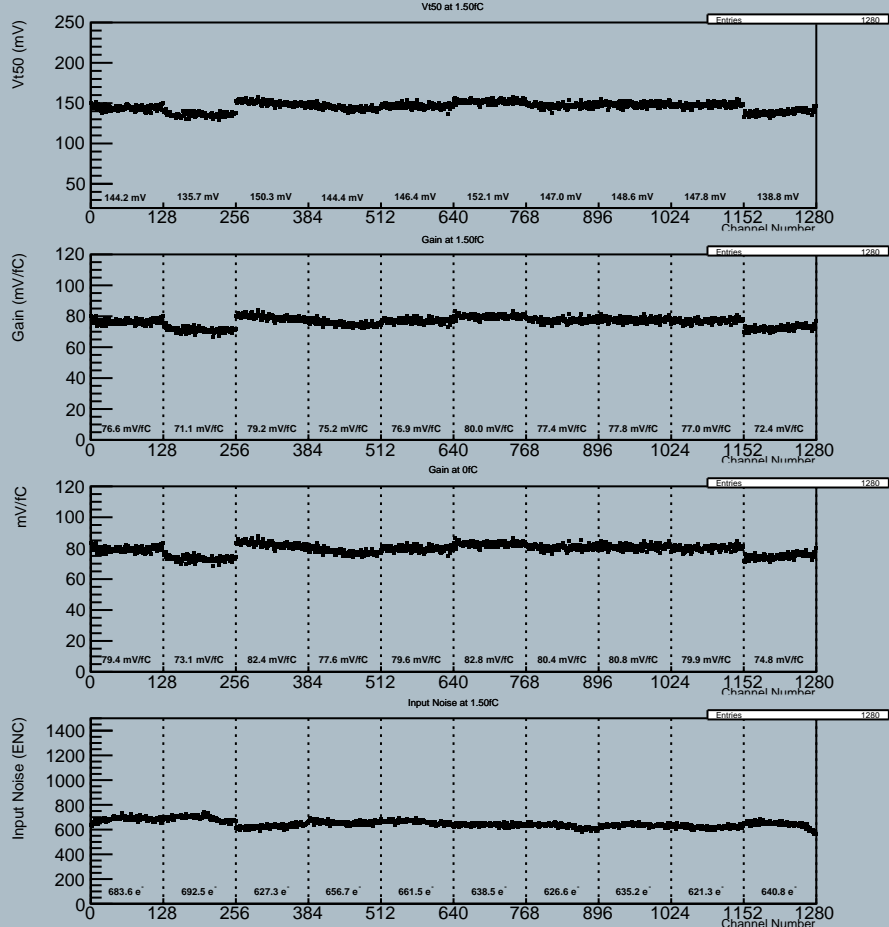 Vt50 at 1.50fC
Entries 1280
Vt50 (mV)
250
200
150
100
50
144.2 mV 135.7 mV 150.3 mV 144.4 mV 146.4 mV 152.1 mV 147.0 mV 148.6 mV 147.8 mV 138.8 mV
0 128 256 384 512 640 768 896 1024 1152 1280
Channel Number
Gain at 1.50fC
Entries 1280
Gain (mV/fC)
120
100
80
60
40
20
0
76.6 mV/fC 71.1 mV/fC 79.2 mV/fC 75.2 mV/fC 76.9 mV/fC 80.0 mV/fC 77.4 mV/fC 77.8 mV/fC 77.0 mV/fC 72.4 mV/fC
0 128 256 384 512 640 768 896 1024 1152 1280
Channel Number
Gain at 0fC
Entries 1280
mV/fC
120
100
80
60
40
20
0
79.4 mV/fC 73.1 mV/fC 82.4 mV/fC 77.6 mV/fC 79.6 mV/fC 82.8 mV/fC 80.4 mV/fC 80.8 mV/fC 79.9 mV/fC 74.8 mV/fC
0 128 256 384 512 640 768 896 1024 1152 1280
Channel Number
Input Noise at 1.50fC
Entries 1280
Input Noise (ENC)
1400
1200
1000
800
600
400
200
0
683.6 e⁻ 692.5 e⁻ 627.3 e⁻ 656.7 e⁻ 661.5 e⁻ 638.5 e⁻ 626.6 e⁻ 635.2 e⁻ 621.3 e⁻ 640.8 e⁻
0 128 256 384 512 640 768 896 1024 1152 1280
Channel Number